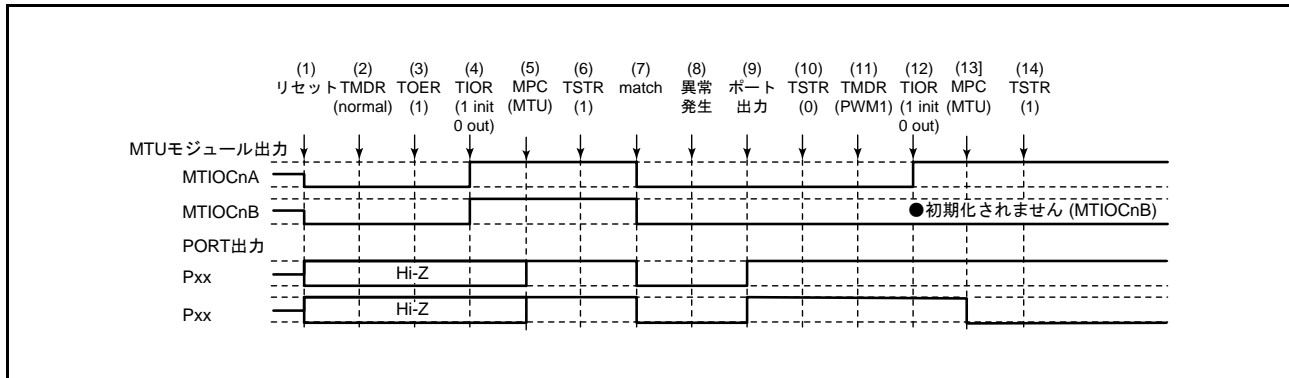 (1) (2) (3) (4) (5) (6) (7) (8) (9) (10) (11) (12) (13] (14)
リセット TMDR TOER TIOR MPC TSTR match 異常 ポート TSTR TMDR TIOR MPC TSTR
(normal) (1) (1 init (MTU) (1) 発生 出力 (0) (PWM1) (1 init (MTU) (1)
0 out) 0 out)
MTUモジュール出力
MTIOCnA
MTIOCnB ●初期化されません (MTIOCnB)
PORT出力
Pxx Hi-Z
Pxx Hi-Z